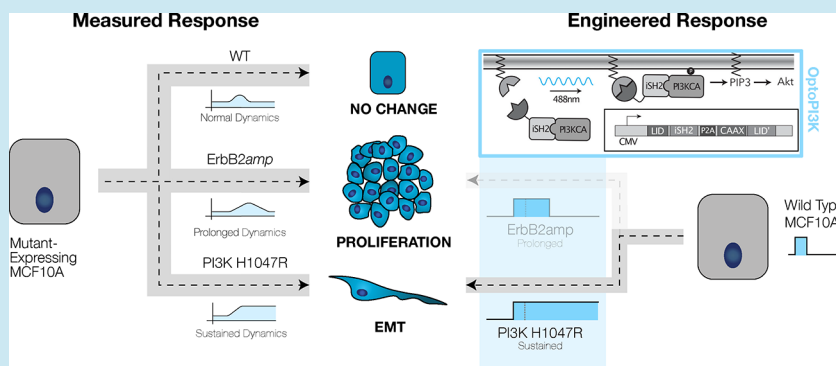 Measured Response
Engineered Response
WT
Normal Dynamics
NO CHANGE
ErbB2amp
Prolonged Dynamics
PROLIFERATION
PI3K H1047R
Sustained Dynamics
EMT
Mutant-
Expressing
MCF10A
OptoPI3K
488nm
iSH2
PI3KCA
P
iSH2
PI3KCA
PIP3
Akt
CMV
LID
iSH2
P2A
CAAX
LID'
ErbB2amp
Prolonged
PI3K H1047R
Sustained
Wild Typ
MCF10A